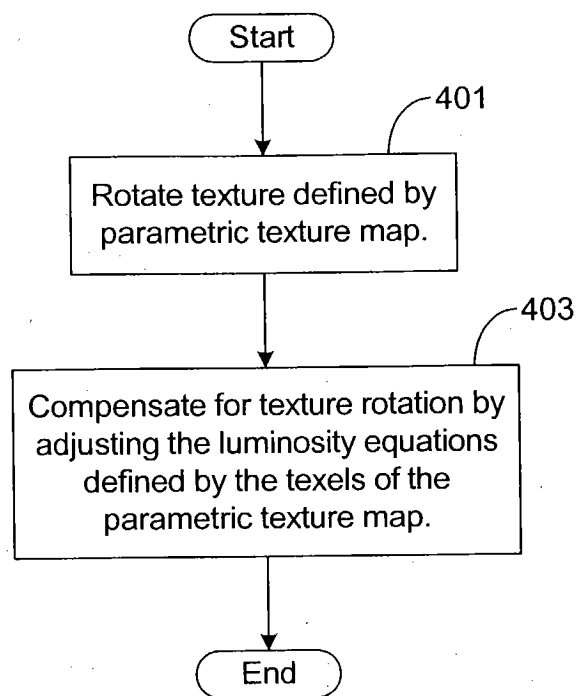 Start
401
Rotate texture defined by
parametric texture map.
403
Compensate for texture rotation by
adjusting the luminosity equations
defined by the texels of the
parametric texture map.
End